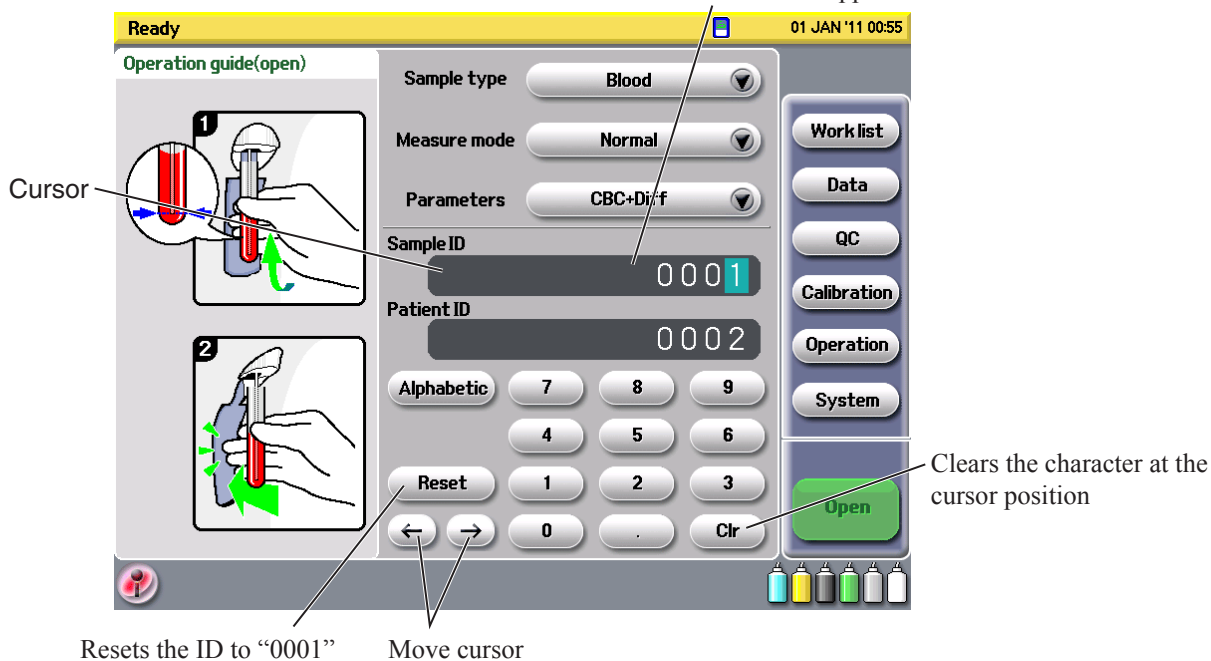 Ready
01 JAN '11 00:55
Operation guide(open)
1
2
Sample type
Blood
Measure mode
Normal
Parameters
CBC+Diff
Cursor
Sample ID
0001
Patient ID
0002
Alphabetic
7
8
9
4
5
6
Reset
1
2
3
←
→
0
.
Clr
Work list
Data
QC
Calibration
Operation
System
Open
Clears the character at the
cursor position
Resets the ID to “0001”
Move cursor